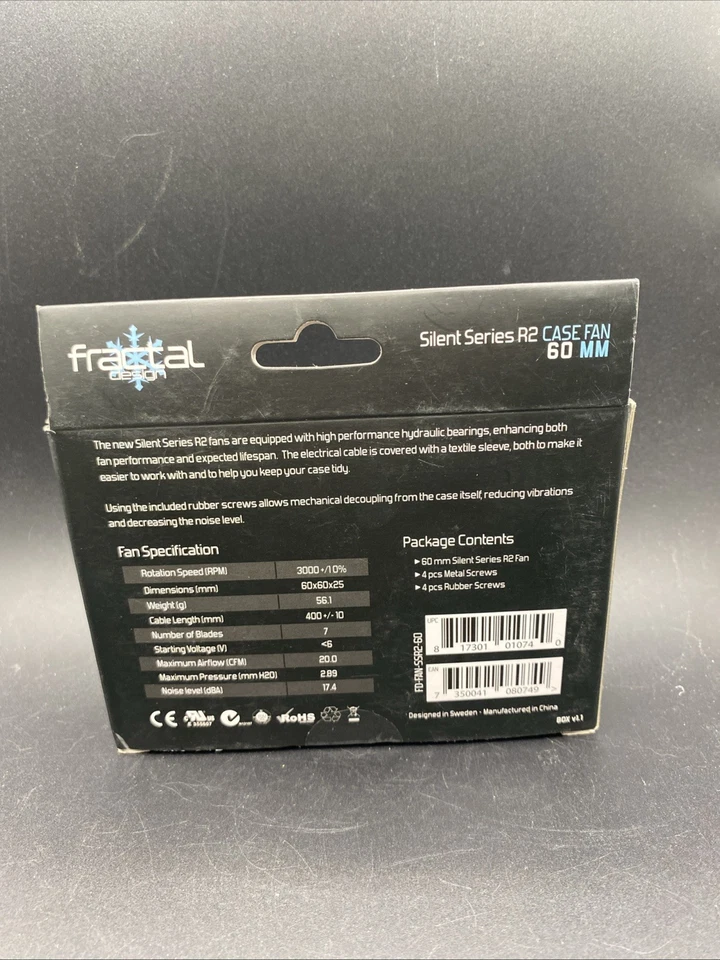 fractal
design
Silent Series R2 CASE FAN
60 MM
The new Silent Series R2 fans are equipped with high performance hydraulic bearings, enhancing both
fan performance and expected lifespan. The electrical cable is covered with a textile sleeve, both to make it
easier to work with and to help you keep your case tidy.
Using the included rubber screws allows mechanical decoupling from the case itself, reducing vibrations
and decreasing the noise level.
Fan Specification
Rotation Speed (RPM) 3000 +/10%
Dimensions (mm) 60x60x25
Weight (g) 56.1
Cable Length (mm) 400 +/- 10
Number of Blades 7
Starting Voltage (V) <6
Maximum Airflow (CFM) 20.0
Maximum Pressure (mm H2O) 2.89
Noise level (dBA) 17.4
Package Contents
▸ 60 mm Silent Series R2 Fan
▸ 4 pcs Metal Screws
▸ 4 pcs Rubber Screws
FD-FAN-SSR2-60
UPC
8 17301 01074 0
EAN
7 350041 080749 >
CE RoHS
Designed in Sweden · Manufactured in China
BOX v1.1